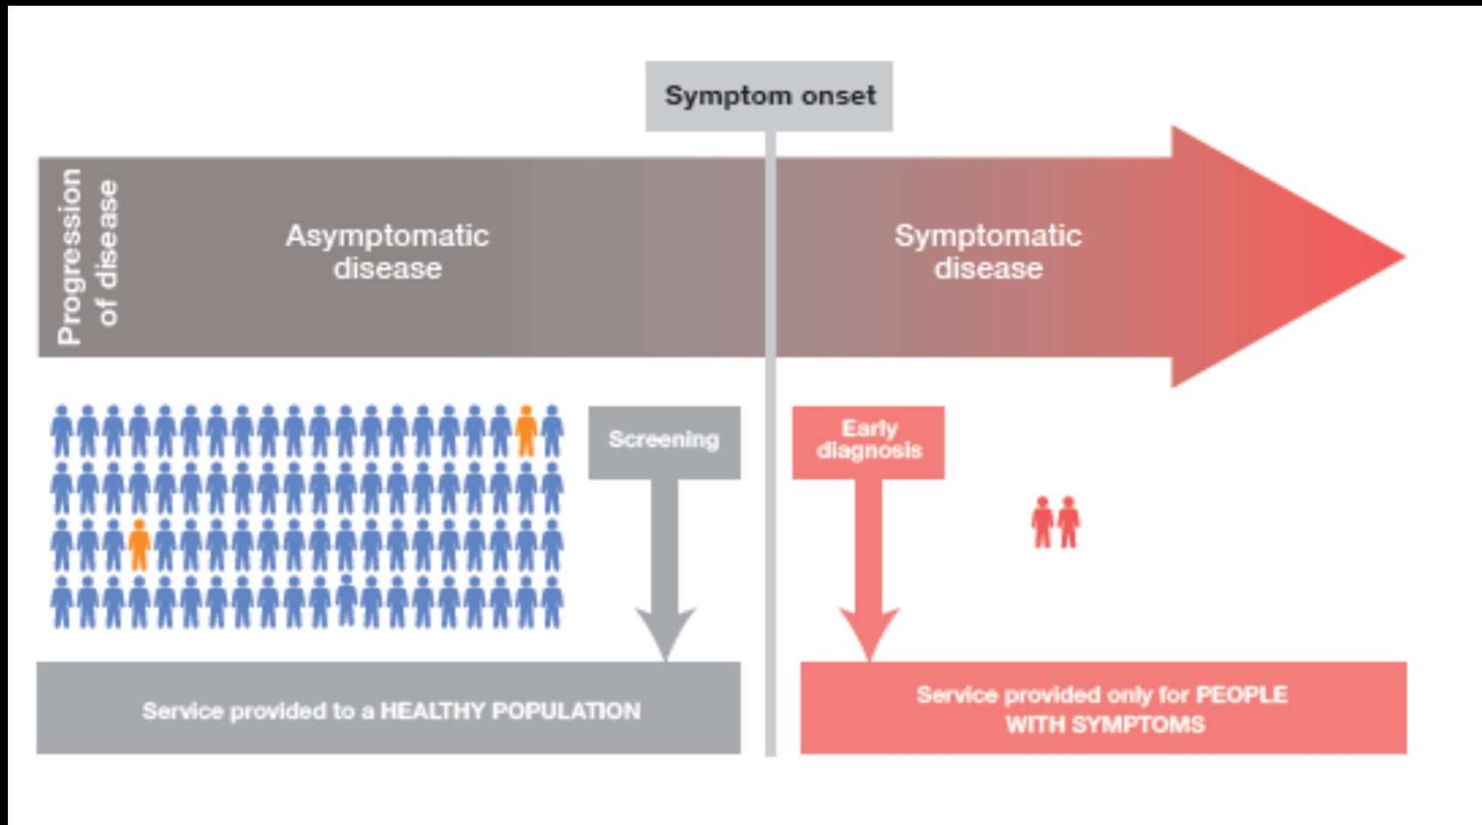 Symptom onset
Progression
of disease
Asymptomatic
disease
Symptomatic
disease
Screening
Early
diagnosis
Service provided to a HEALTHY POPULATION
Service provided only for PEOPLE
WITH SYMPTOMS